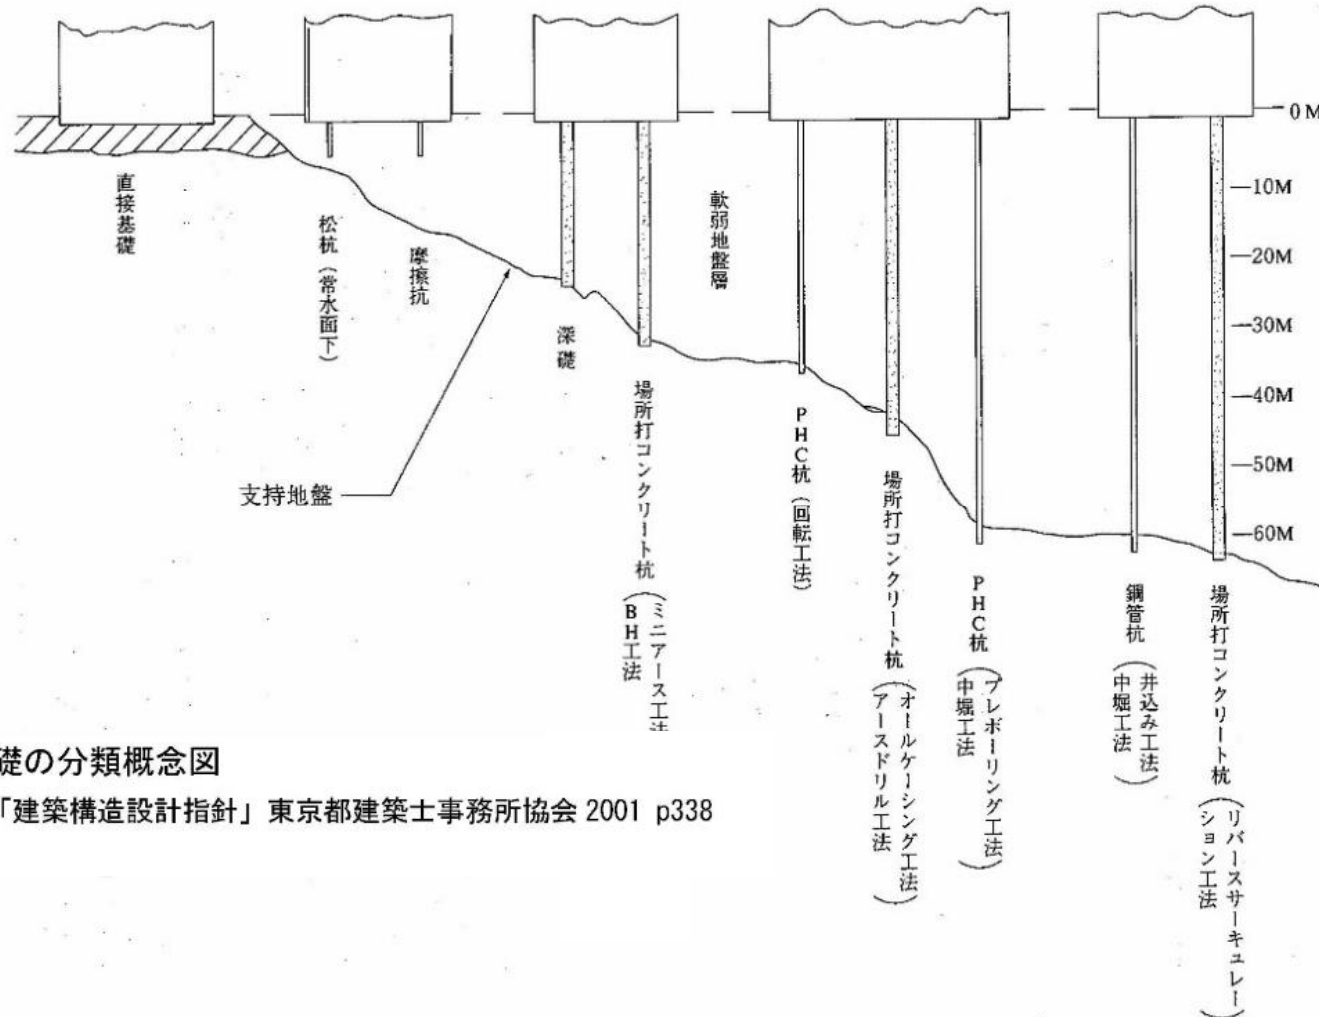 0M
—10M
—20M
—30M
—40M
—50M
—60M
直接基礎
松杭(常水面下)
摩擦抗
支持地盤
深礎
場所打コンクリート杭
(ミニアース工法
BH工法
軟弱地盤層
PHC杭(回転工法)
場所打コンクリート杭
(オールケーシング工法
アースドリル工法)
PHC杭
(プレボーリング工法
中堀工法)
鋼管杭
(井込み工法
中堀工法)
場所打コンクリート杭
(リバースサーキュレー
ション工法)
礎の分類概念図
「建築構造設計指針」東京都建築士事務所協会 2001 p338